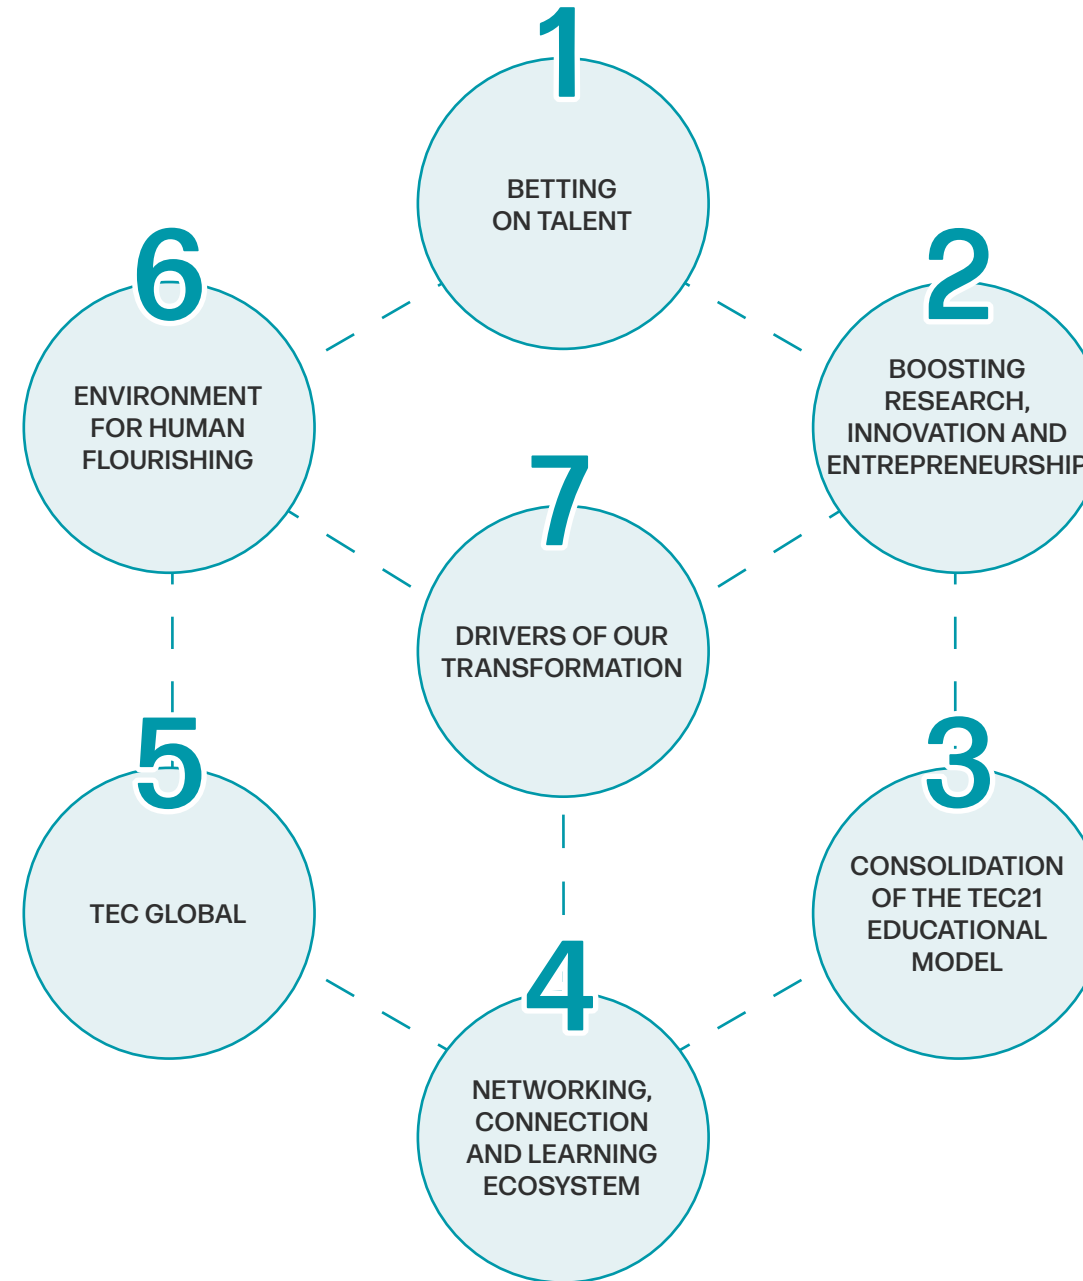 1
BETTING
ON TALENT
2
BOOSTING
RESEARCH,
INNOVATION AND
ENTREPRENEURSHIP
3
CONSOLIDATION
OF THE TEC21
EDUCATIONAL
MODEL
4
NETWORKING,
CONNECTION
AND LEARNING
ECOSYSTEM
5
TEC GLOBAL
6
ENVIRONMENT
FOR HUMAN
FLOURISHING
7
DRIVERS OF OUR
TRANSFORMATION